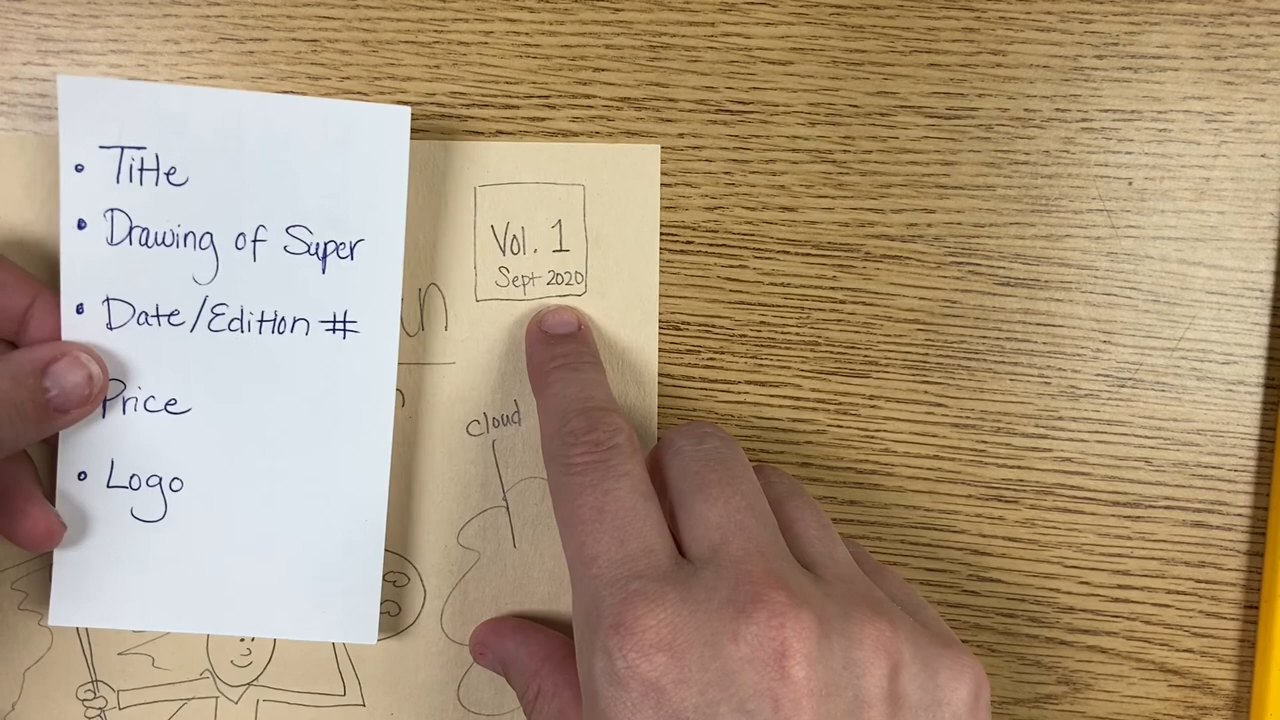 • Title
• Drawing of Super
• Date/Edition #
Price
• Logo
Vol. 1
Sept 2020
cloud